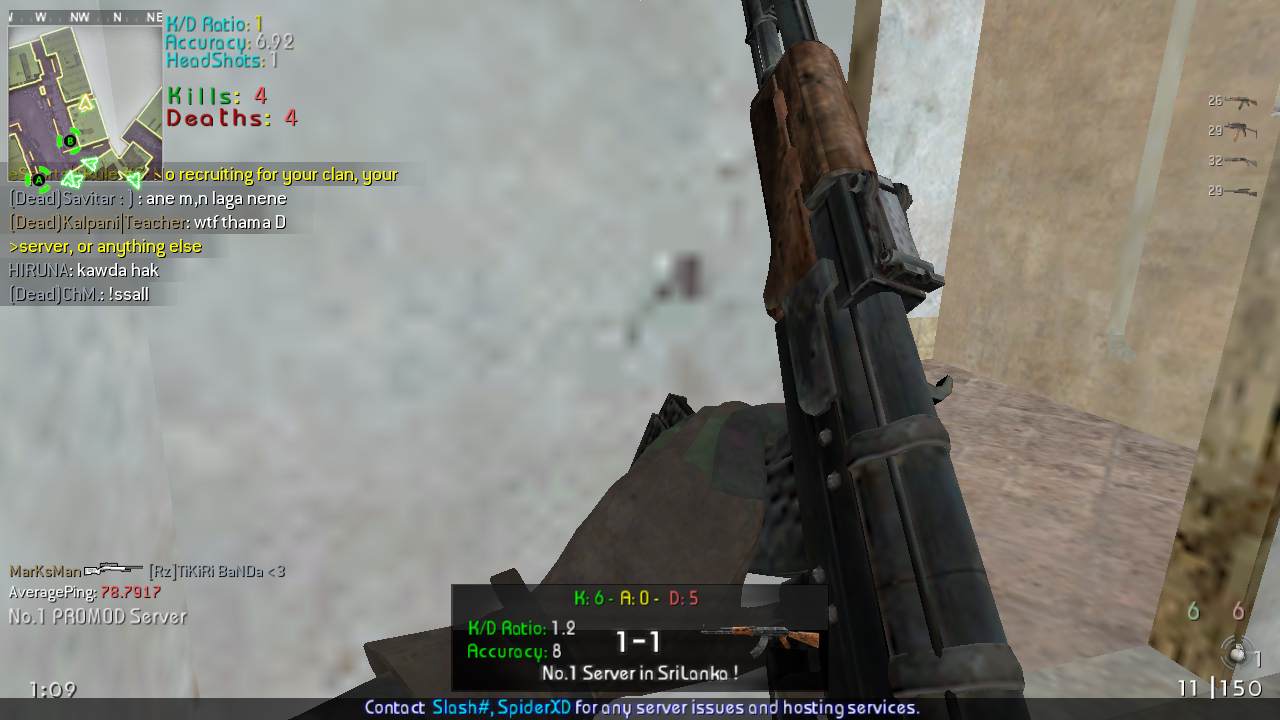 W NW N NE
K/D Ratio: 1
Accuracy: 6.92
HeadShots: 1
Kills: 4
Deaths: 4
B
A
o recruiting for your clan, your
(Dead)Savitar : ) : ane m,n laga nene
(Dead)Kalpani|Teacher: wtf thama D
>server, or anything else
HIRUNA: kawda hak
(Dead)ChM.: !ssall
26
29
32
29
MarKsMan [Rz]TiKiRi BaNDa <3
AveragePing: 78.7917
No.1 PROMOD Server
1:09
K: 6 - A: 0 - D: 5
K/D Ratio: 1.2
1-1
Accuracy: 8
No.1 Server in SriLanka !
6 6
1
11 |150
Contact Slash#, SpiderXD for any server issues and hosting services.